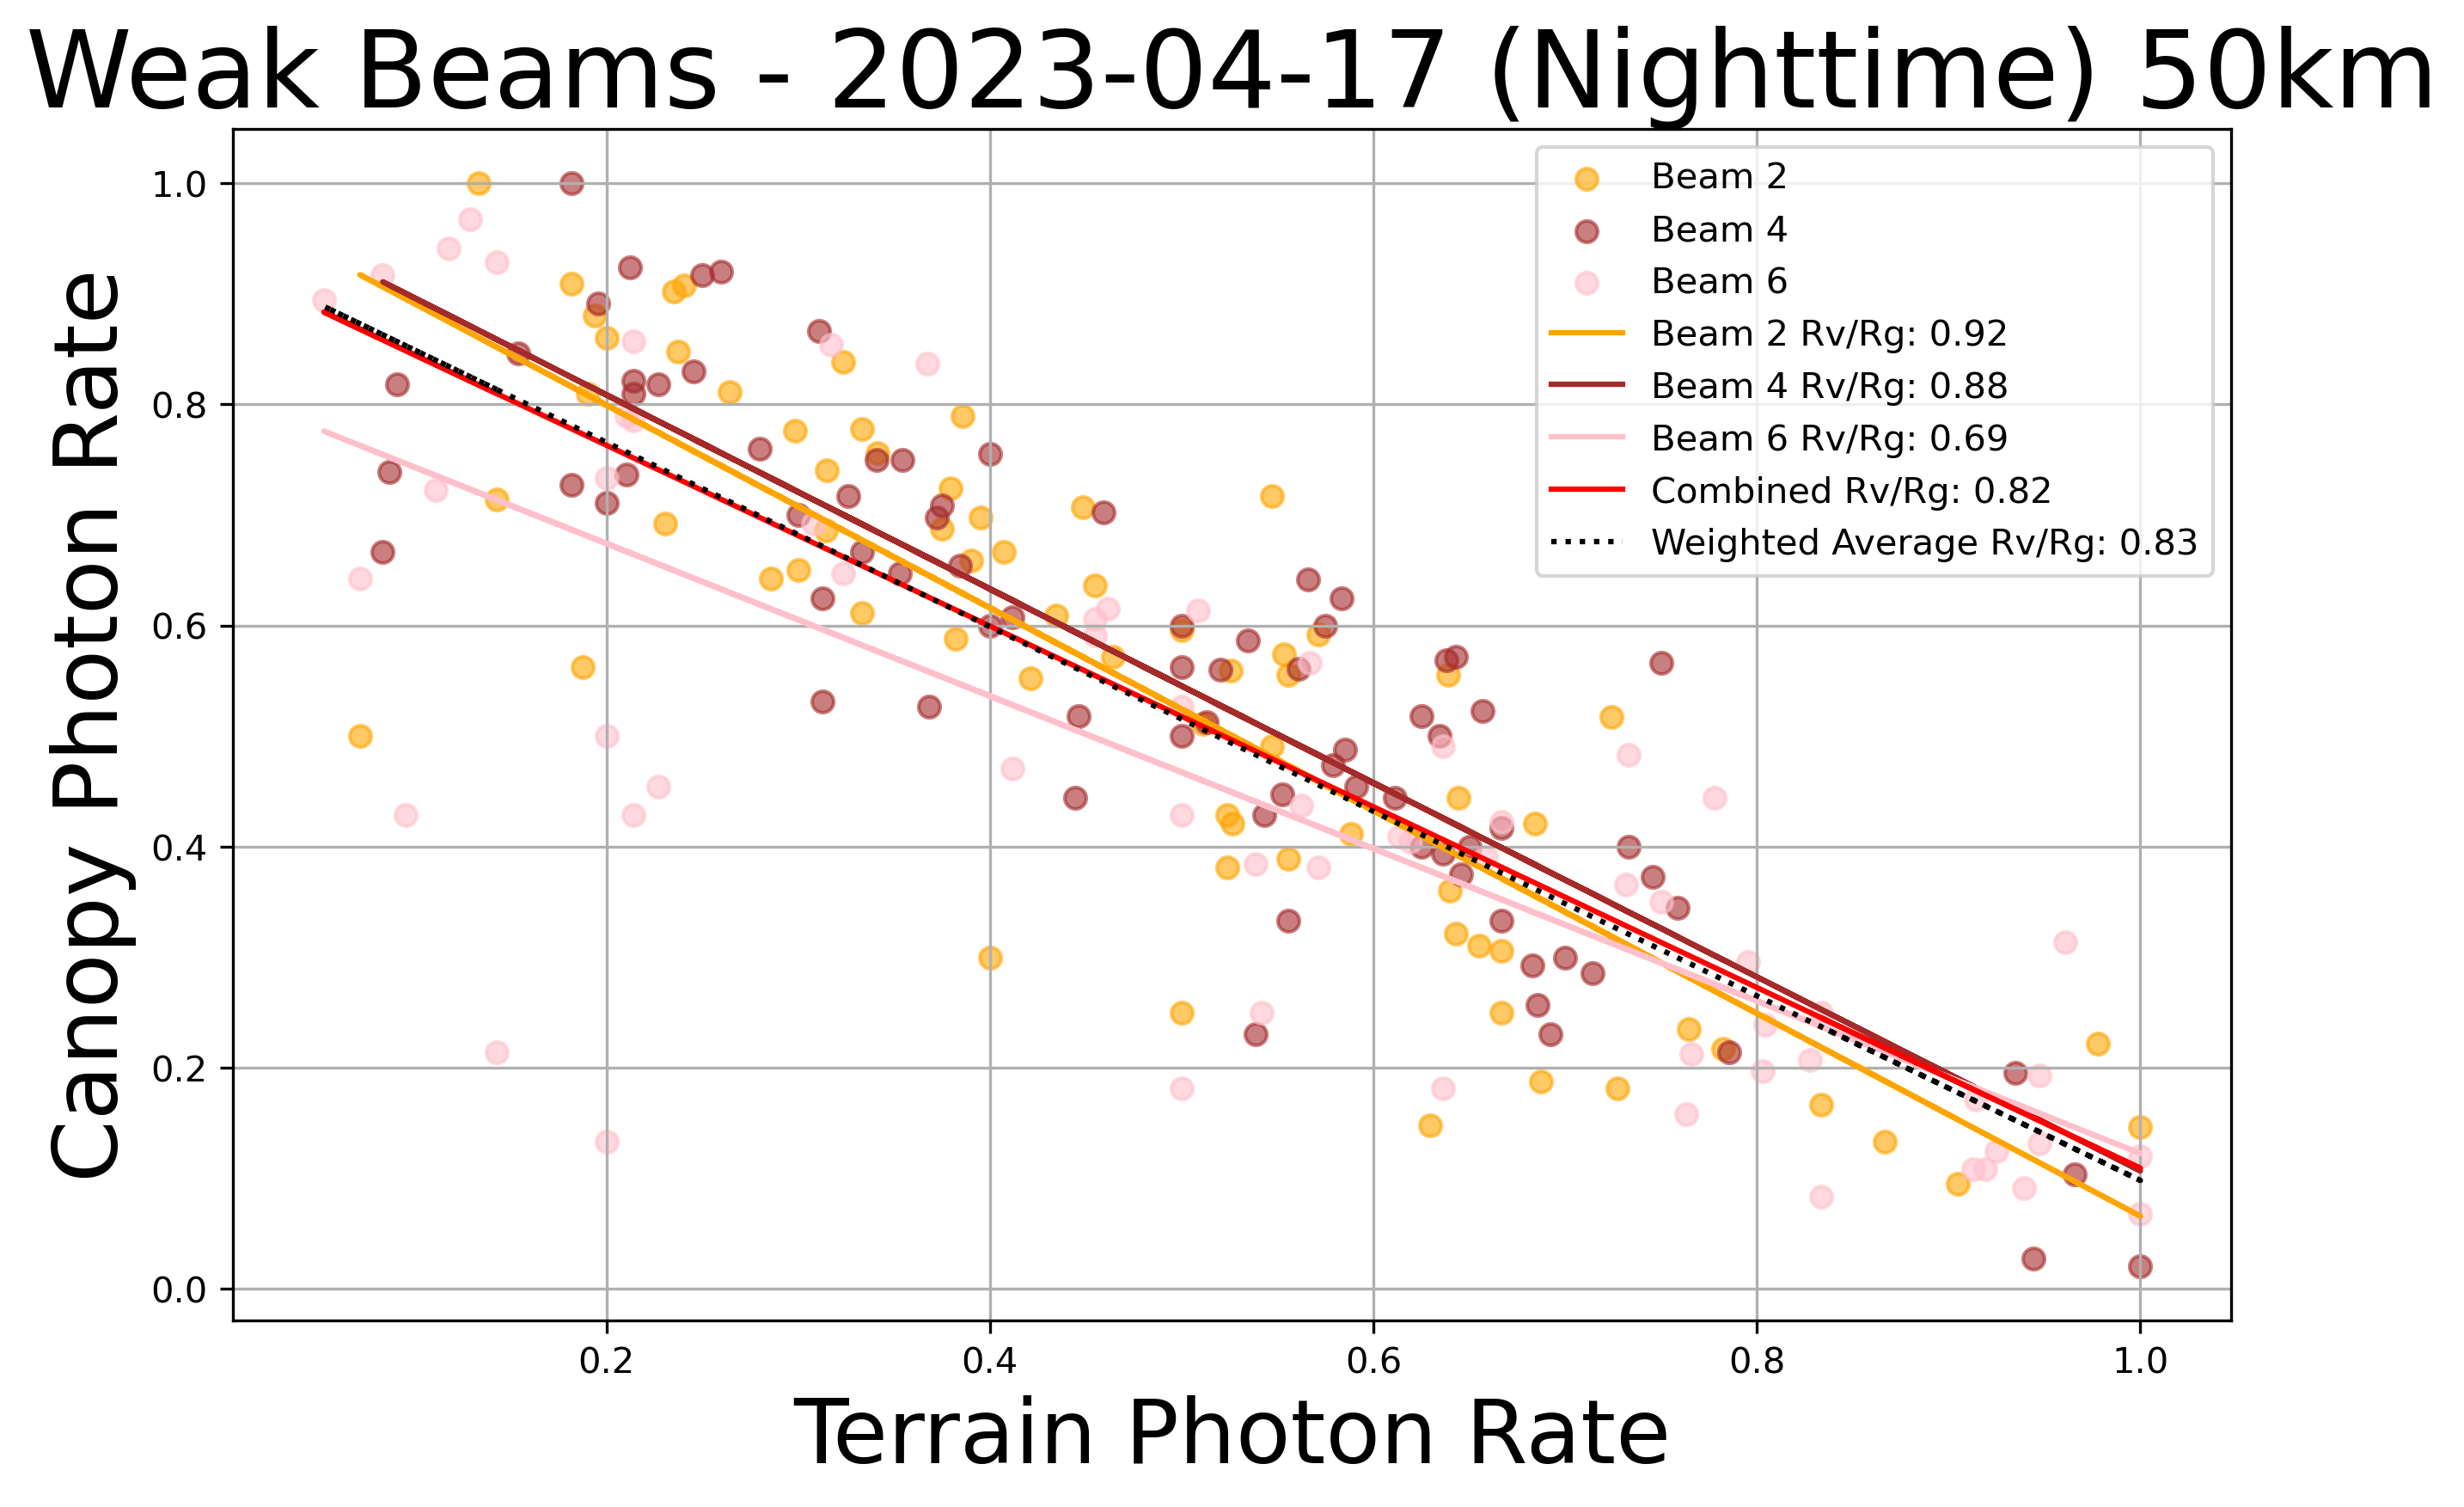 Weak Beams - 2023-04-17 (Nighttime) 50km
Canopy Photon Rate
1.0
0.8
0.6
0.4
0.2
0.0
Beam 2
Beam 4
Beam 6
Beam 2 Rv/Rg: 0.92
Beam 4 Rv/Rg: 0.88
Beam 6 Rv/Rg: 0.69
Combined Rv/Rg: 0.82
Weighted Average Rv/Rg: 0.83
0.2
0.4
0.6
0.8
1.0
Terrain Photon Rate